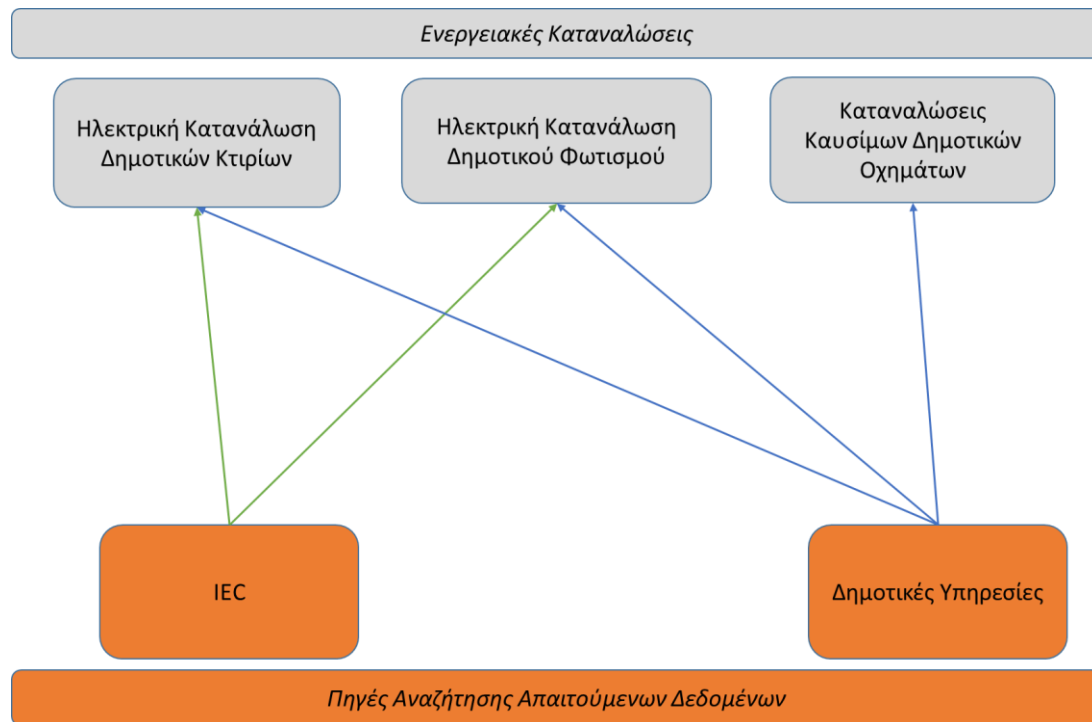 Ενεργειακές Καταναλώσεις
Ηλεκτρική Κατανάλωση
Δημοτικών Κτιρίων
Ηλεκτρική Κατανάλωση
Δημοτικού Φωτισμού
Καταναλώσεις
Καυσίμων Δημοτικών
Οχημάτων
IEC
Δημοτικές Υπηρεσίες
Πηγές Αναζήτησης Απαιτούμενων Δεδομένων